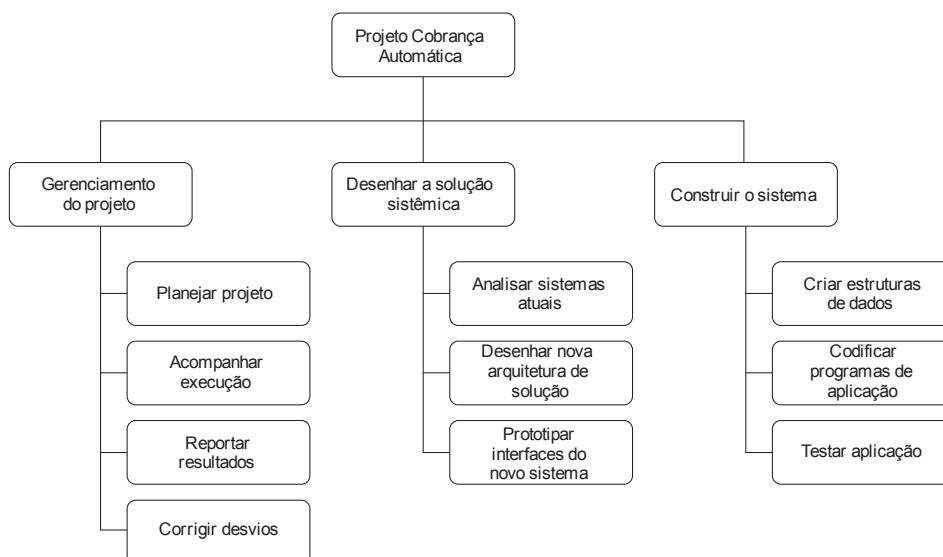 Projeto Cobrança
Automática
Gerenciamento
do projeto
Planejar projeto
Acompanhar
execução
Reportar
resultados
Corrigir desvios
Desenhar a solução
sistêmica
Analisar sistemas
atuais
Desenhar nova
arquitetura de
solução
Prototipar
interfaces do
novo sistema
Construir o sistema
Criar estruturas
de dados
Codificar
programas de
aplicação
Testar aplicação